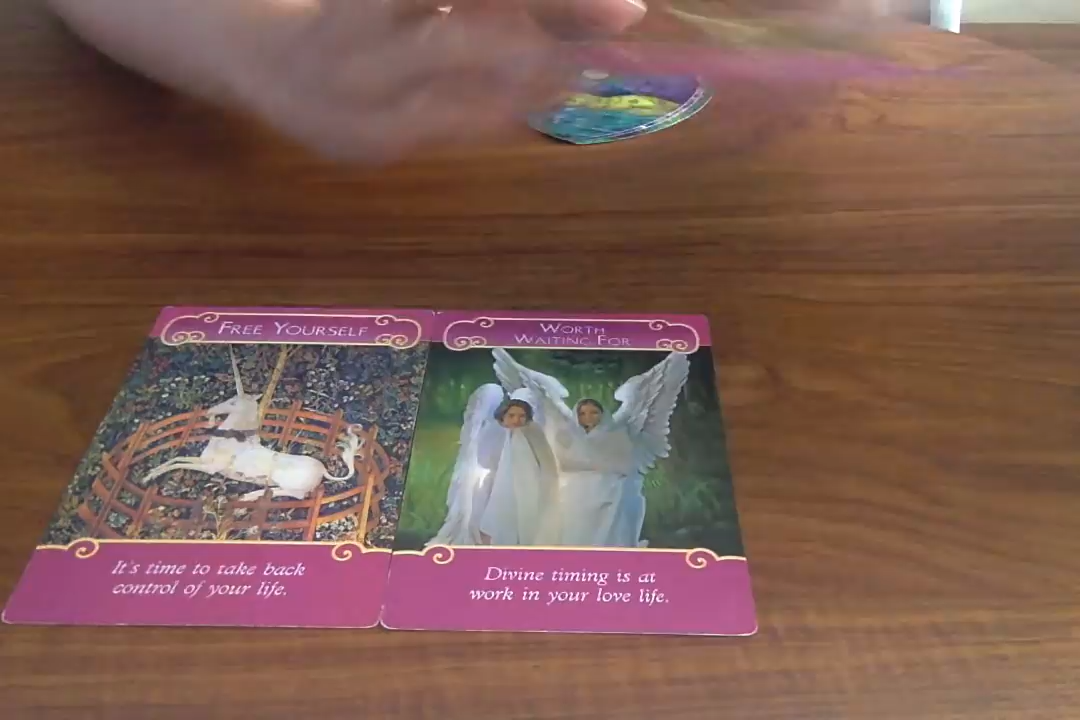 FREE YOURSELF
It's time to take back
control of your life.
WORTH
WAITING FOR
Divine timing is at
work in your love life.